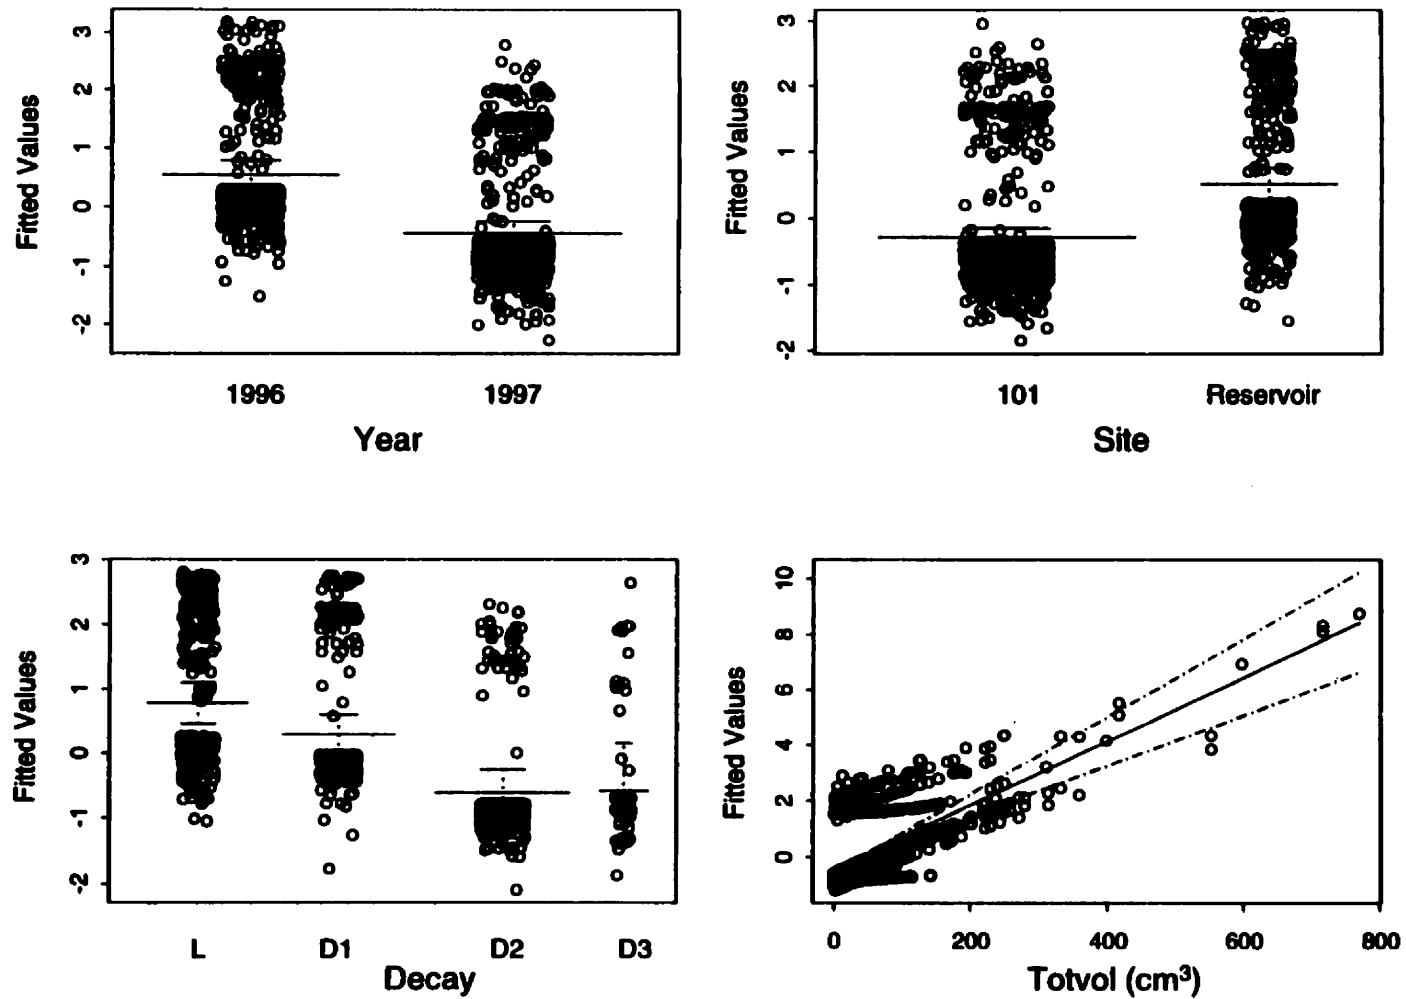 Fitted Values
3
2
1
0
-1
-2
1996
1997
Year
Fitted Values
3
2
1
0
-1
-2
101
Reservoir
Site
Fitted Values
3
2
1
0
-1
-2
L
D1
D2
D3
Decay
Fitted Values
10
8
6
4
2
0
0
200
400
600
800
Totvol (cm³)